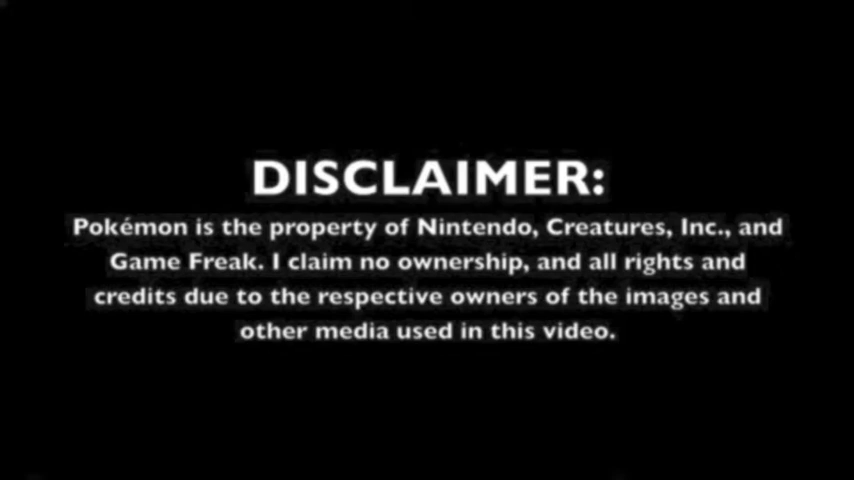 DISCLAIMER:
Pokémon is the property of Nintendo, Creatures, Inc., and
Game Freak. I claim no ownership, and all rights and
credits due to the respective owners of the images and
other media used in this video.